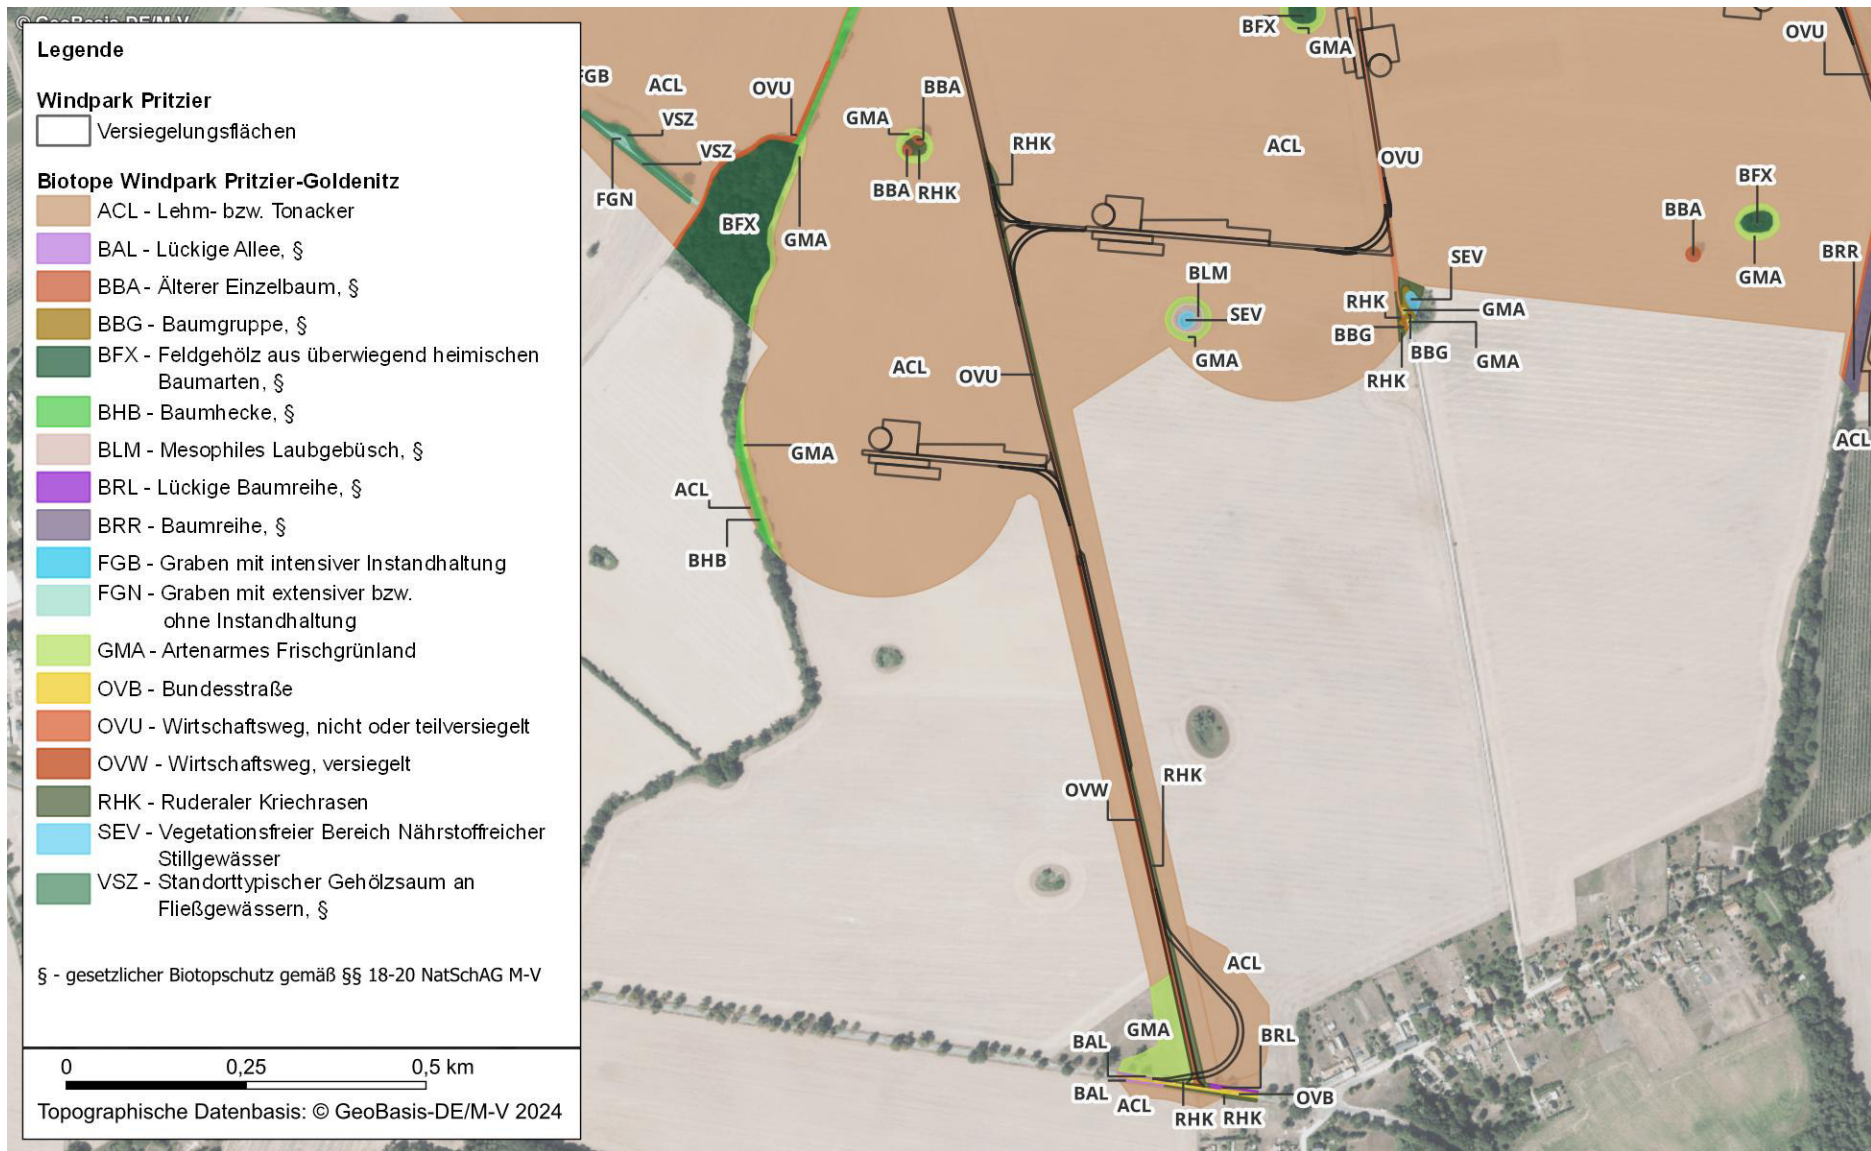 © GeoBasis-DE/M-V
Legende
Windpark Pritzier
Versiegelungsflächen
Biotope Windpark Pritzier-Goldenitz
ACL - Lehm- bzw. Tonacker
BAL - Lückige Allee, §
BBA - Älterer Einzelbaum, §
BBG - Baumgruppe, §
BFX - Feldgehölz aus überwiegend heimischen
Baumarten, §
BHB - Baumhecke, §
BLM - Mesophiles Laubgebüsch, §
BRL - Lückige Baumreihe, §
BRR - Baumreihe, §
FGB - Graben mit intensiver Instandhaltung
FGN - Graben mit extensiver bzw.
ohne Instandhaltung
GMA - Artenarmes Frischgrünland
OVB - Bundesstraße
OVU - Wirtschaftsweg, nicht oder teilversiegelt
OVW - Wirtschaftsweg, versiegelt
RHK - Ruderaler Kriechrasen
SEV - Vegetationsfreier Bereich Nährstoffreicher
Stillgewässer
VSZ - Standorttypischer Gehölzsaum an
Fließgewässern, §
§ - gesetzlicher Biotopschutz gemäß §§ 18-20 NatSchAG M-V
0 0,25 0,5 km
Topographische Datenbasis: © GeoBasis-DE/M-V 2024
BFX
GMA
OVU
FGB
ACL
OVU
BBA
VSZ
GMA
VSZ
RHK
ACL
OVU
BFX
BBA
RHK
FGN
BBA
BFX
GMA
GMA
BRR
SEV
BLM
RHK
GMA
SEV
BBG
BBG
GMA
GMA
ACL
OVU
RHK
ACL
GMA
ACL
BHB
RHK
OVW
ACL
GMA
BAL
BRL
BAL
ACL
RHK
RHK
OVB